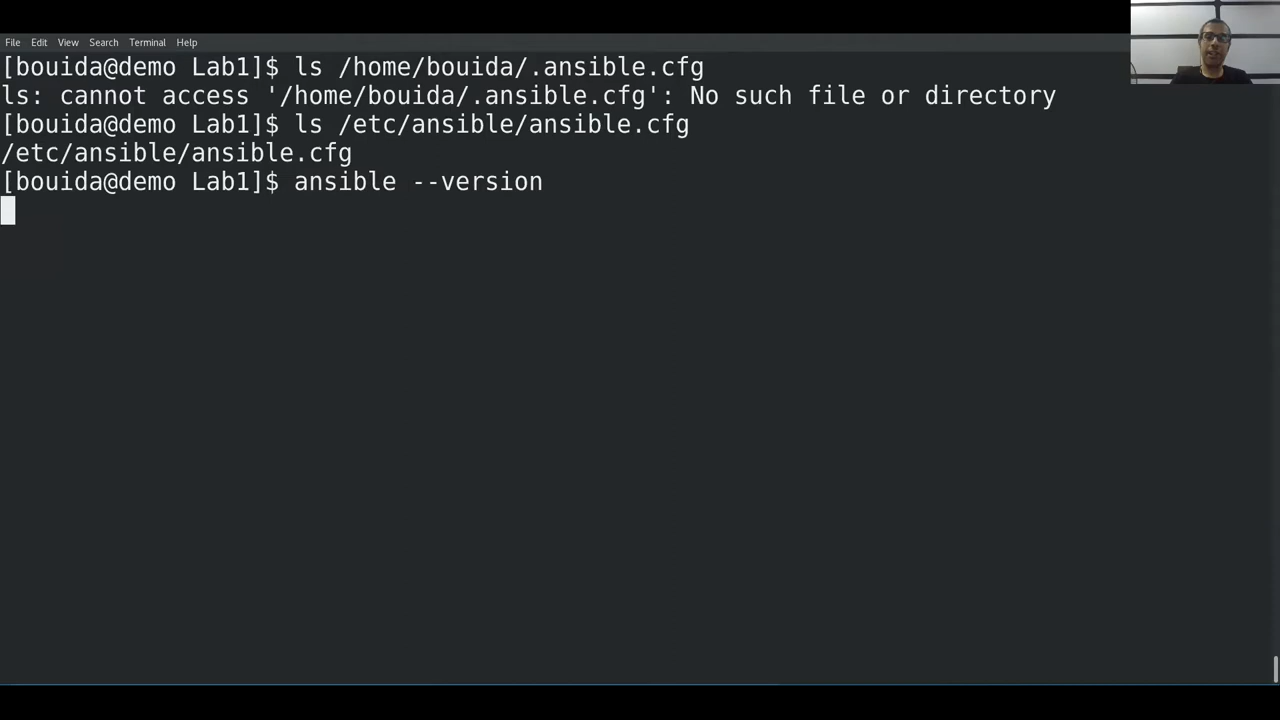 File Edit View Search Terminal Help
[bouida@demo Lab1]$ ls /home/bouida/.ansible.cfg
ls: cannot access '/home/bouida/.ansible.cfg': No such file or directory
[bouida@demo Lab1]$ ls /etc/ansible/ansible.cfg
/etc/ansible/ansible.cfg
[bouida@demo Lab1]$ ansible --version